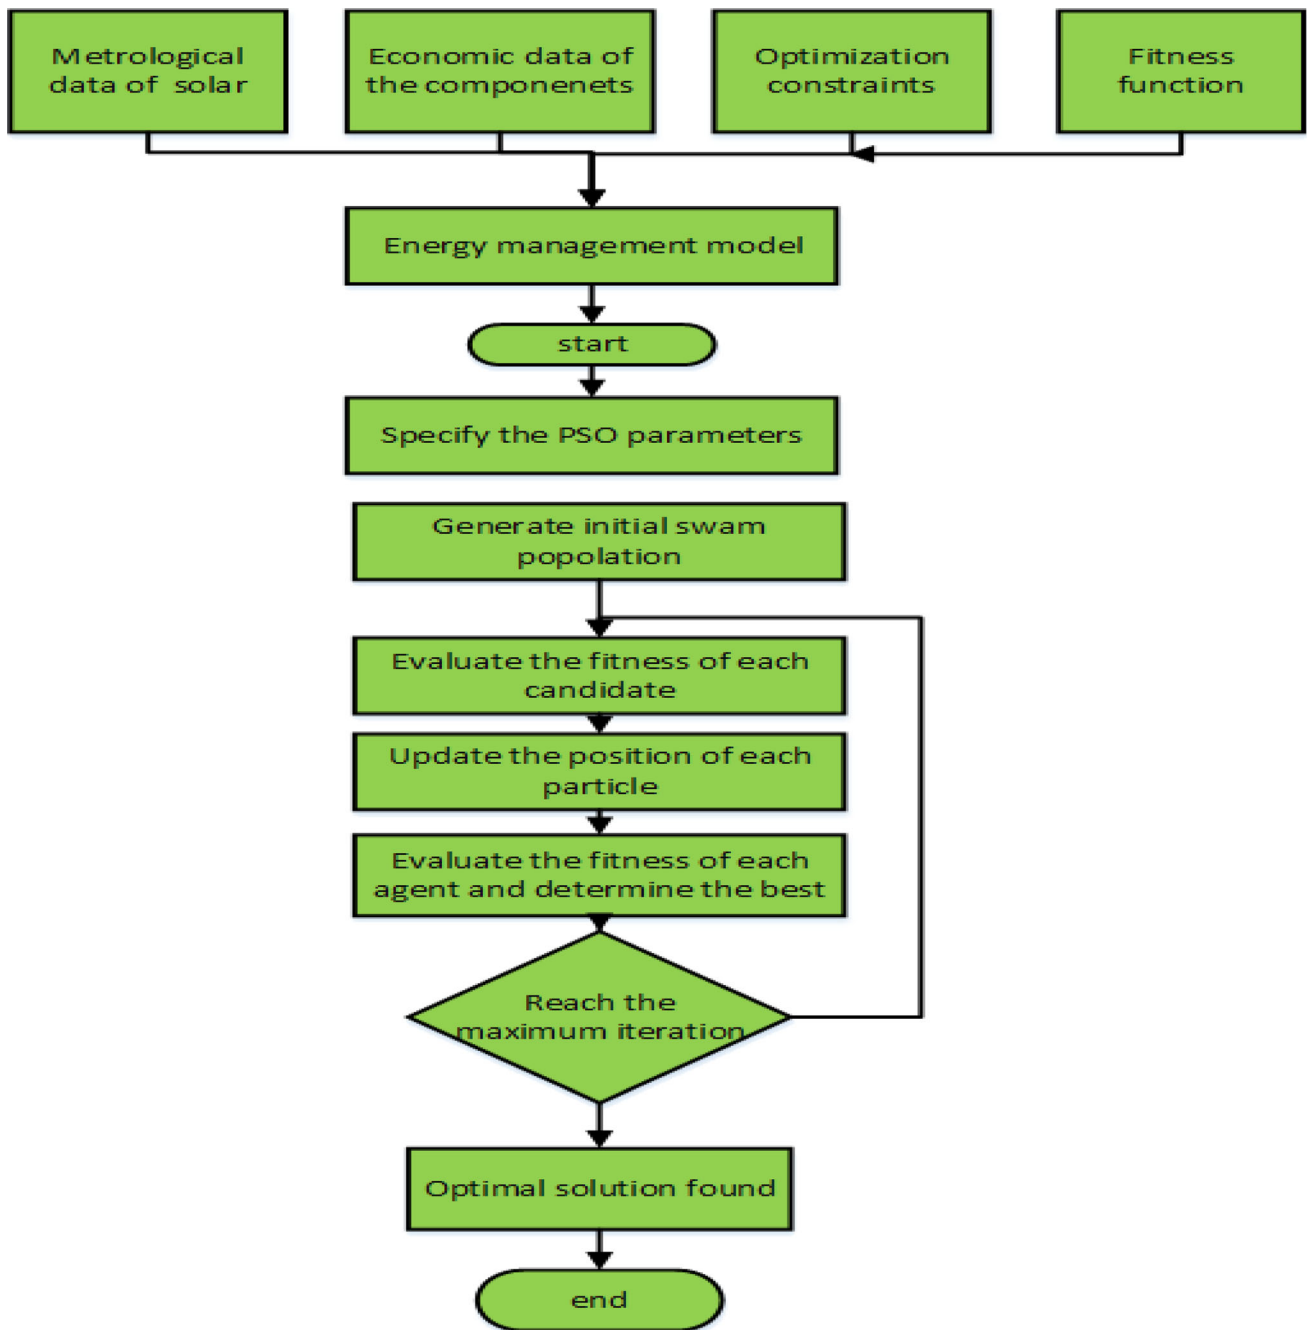 Metrological
data of solar
Economic data of
the componenets
Optimization
constraints
Fitness
function
Energy management model
start
Specify the PSO parameters
Generate initial swam
popolation
Evaluate the fitness of each
candidate
Update the position of each
particle
Evaluate the fitness of each
agent and determine the best
Reach the
maximum iteration
Optimal solution found
end